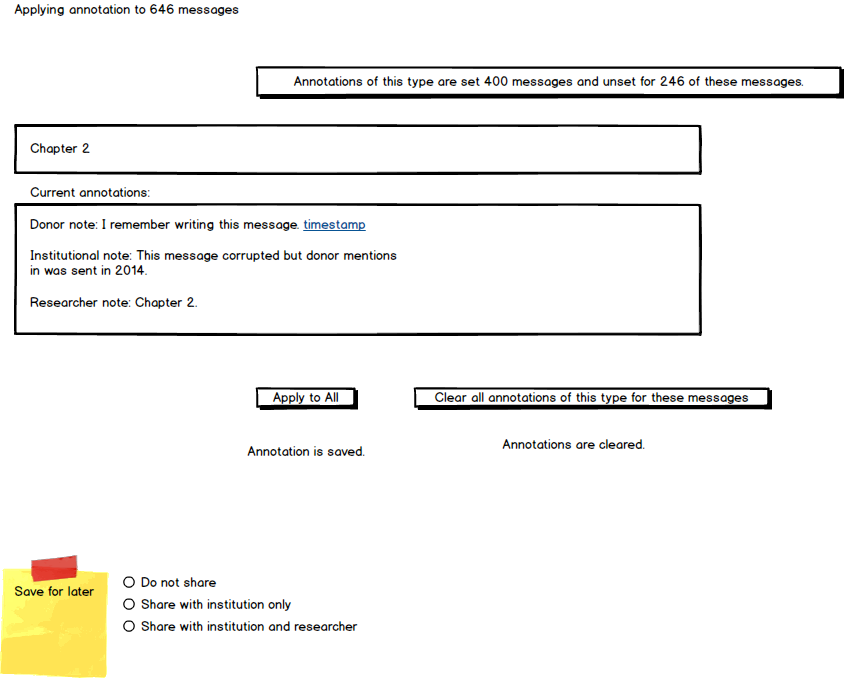 Applying annotation to 646 messages
Annotations of this type are set 400 messages and unset for 246 of these messages.
Chapter 2
Current annotations:
Donor note: I remember writing this message. timestamp
Institutional note: This message corrupted but donor mentions
in was sent in 2014.
Researcher note: Chapter 2.
Apply to All
Clear all annotations of this type for these messages
Annotation is saved.
Annotations are cleared.
Save for later
Do not share
Share with institution only
Share with institution and researcher